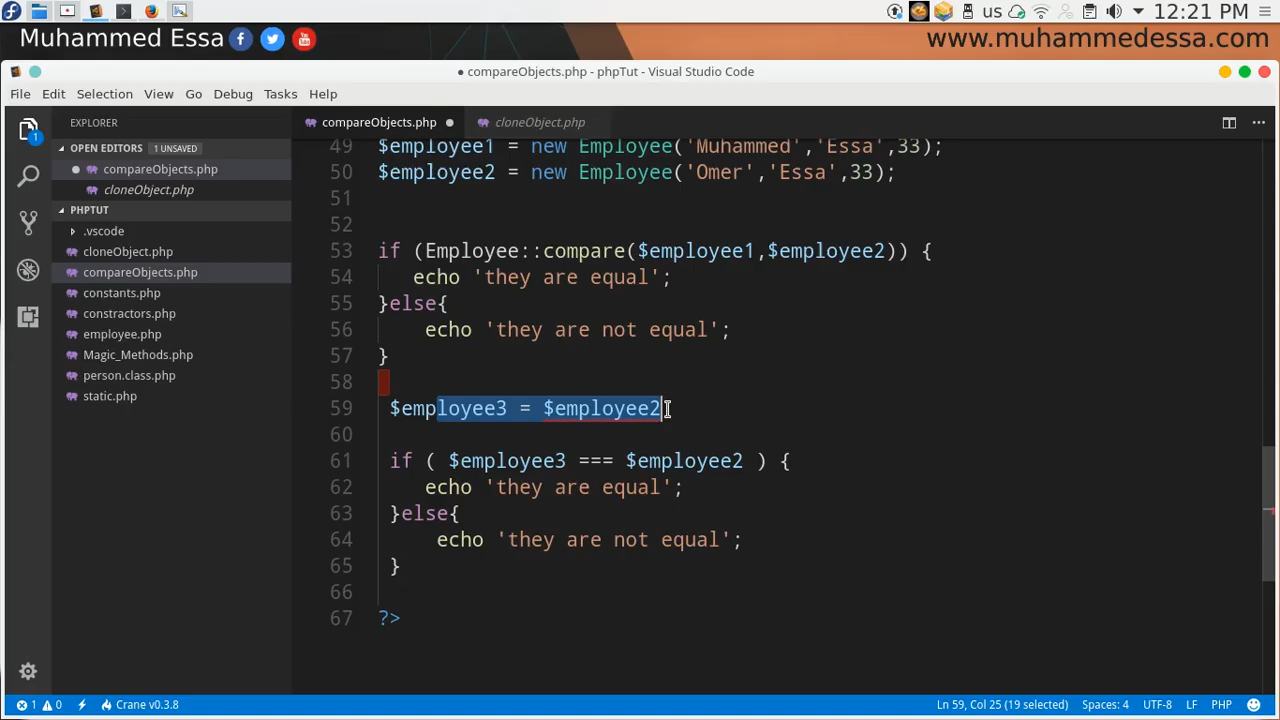 us 12:21 PM
Muhammed Essa www.muhammedessa.com
• compareObjects.php - phpTut - Visual Studio Code
File Edit Selection View Go Debug Tasks Help
EXPLORER compareObjects.php cloneObject.php
OPEN EDITORS 1 UNSAVED
compareObjects.php
cloneObject.php
PHPTUT
.vscode
cloneObject.php
compareObjects.php
constants.php
constractors.php
employee.php
Magic_Methods.php
person.class.php
static.php
1
49 $employee1 = new Employee('Muhammed','Essa',33);
50 $employee2 = new Employee('Omer','Essa',33);
51
52
53 if (Employee::compare($employee1,$employee2)) {
54 echo 'they are equal';
55 }else{
56 echo 'they are not equal';
57 }
58
59 $employee3 = $employee2
60
61 if ( $employee3 === $employee2 ) {
62 echo 'they are equal';
63 }else{
64 echo 'they are not equal';
65 }
66
67 ?>
1 0 Crane v0.3.8 Ln 59, Col 25 (19 selected) Spaces: 4 UTF-8 LF PHP